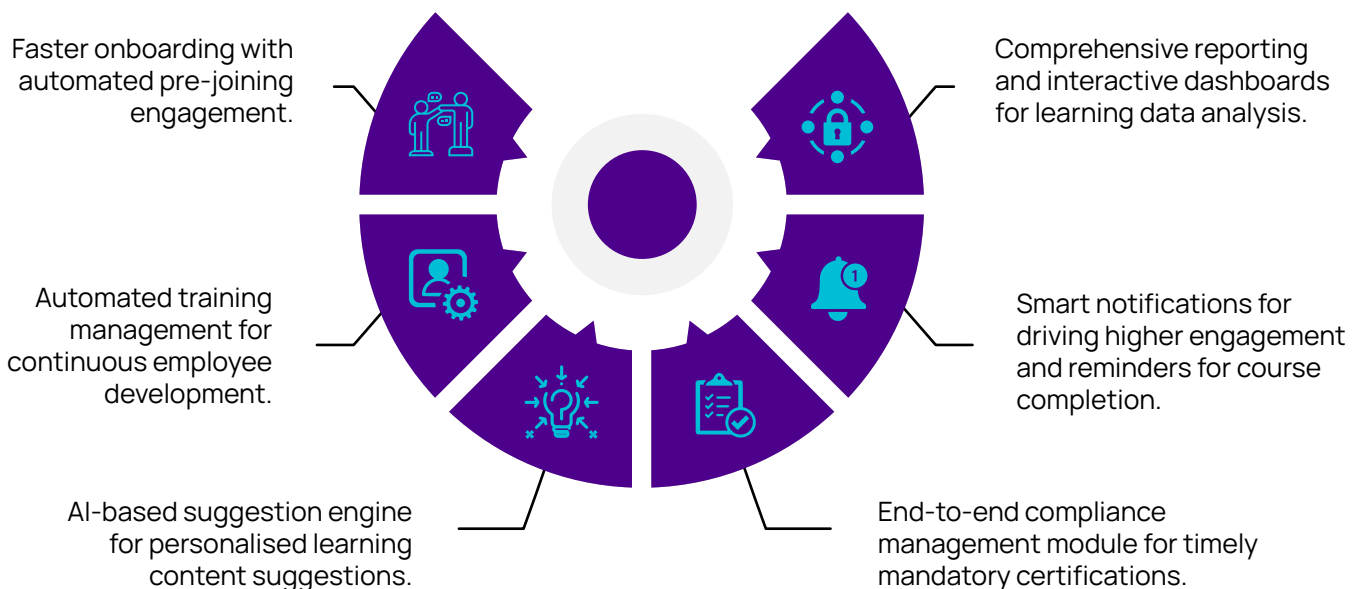 Faster onboarding with
automated pre-joining
engagement.
Automated training
management for
continuous employee
development.
AI-based suggestion engine
for personalised learning
content suggestions.
Comprehensive reporting
and interactive dashboards
for learning data analysis.
1
Smart notifications for
driving higher engagement
and reminders for course
completion.
End-to-end compliance
management module for timely
mandatory certifications.